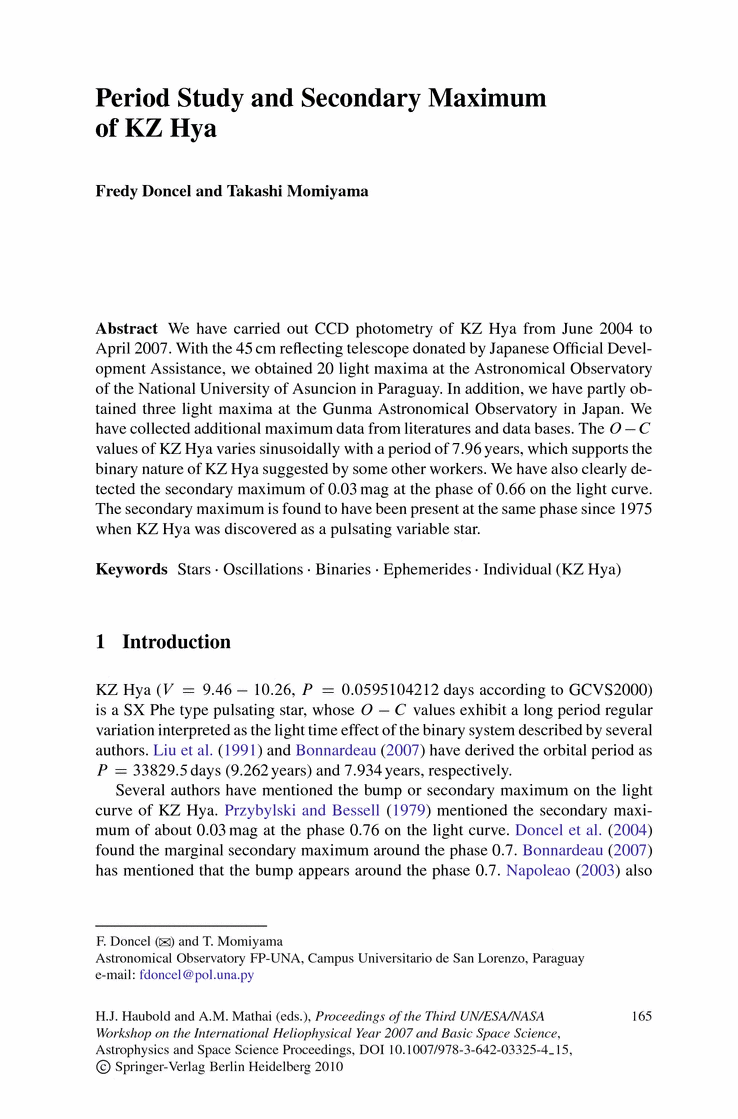 Period Study and Secondary Maximum
of KZ Hya
Fredy Doncel and Takashi Momiyama
Abstract We have carried out CCD photometry of KZ Hya from June 2004 to
April 2007. With the 45 cm reflecting telescope donated by Japanese Official Devel-
opment Assistance, we obtained 20 light maxima at the Astronomical Observatory
of the National University of Asuncion in Paraguay. In addition, we have partly ob-
tained three light maxima at the Gunma Astronomical Observatory in Japan. We
have collected additional maximum data from literatures and data bases. The O – C
values of KZ Hya varies sinusoidally with a period of 7.96 years, which supports the
binary nature of KZ Hya suggested by some other workers. We have also clearly de-
tected the secondary maximum of 0.03 mag at the phase of 0.66 on the light curve.
The secondary maximum is found to have been present at the same phase since 1975
when KZ Hya was discovered as a pulsating variable star.
Keywords Stars · Oscillations · Binaries · Ephemerides · Individual (KZ Hya)
1 Introduction
KZ Hya (V = 9.46 – 10.26, P = 0.0595104212 days according to GCVS2000)
is a SX Phe type pulsating star, whose O – C values exhibit a long period regular
variation interpreted as the light time effect of the binary system described by several
authors. Liu et al. (1991) and Bonnardeau (2007) have derived the orbital period as
P = 33829.5 days (9.262 years) and 7.934 years, respectively.
Several authors have mentioned the bump or secondary maximum on the light
curve of KZ Hya. Przybylski and Bessell (1979) mentioned the secondary maxi-
mum of about 0.03 mag at the phase 0.76 on the light curve. Doncel et al. (2004)
found the marginal secondary maximum around the phase 0.7. Bonnardeau (2007)
has mentioned that the bump appears around the phase 0.7. Napoleao (2003) also
F. Doncel (✉) and T. Momiyama
Astronomical Observatory FP-UNA, Campus Universitario de San Lorenzo, Paraguay
e-mail: fdoncel@pol.una.py
H.J. Haubold and A.M. Mathai (eds.), Proceedings of the Third UN/ESA/NASA 165
Workshop on the International Heliophysical Year 2007 and Basic Space Science,
Astrophysics and Space Science Proceedings, DOI 10.1007/978-3-642-03325-4_15,
© Springer-Verlag Berlin Heidelberg 2010